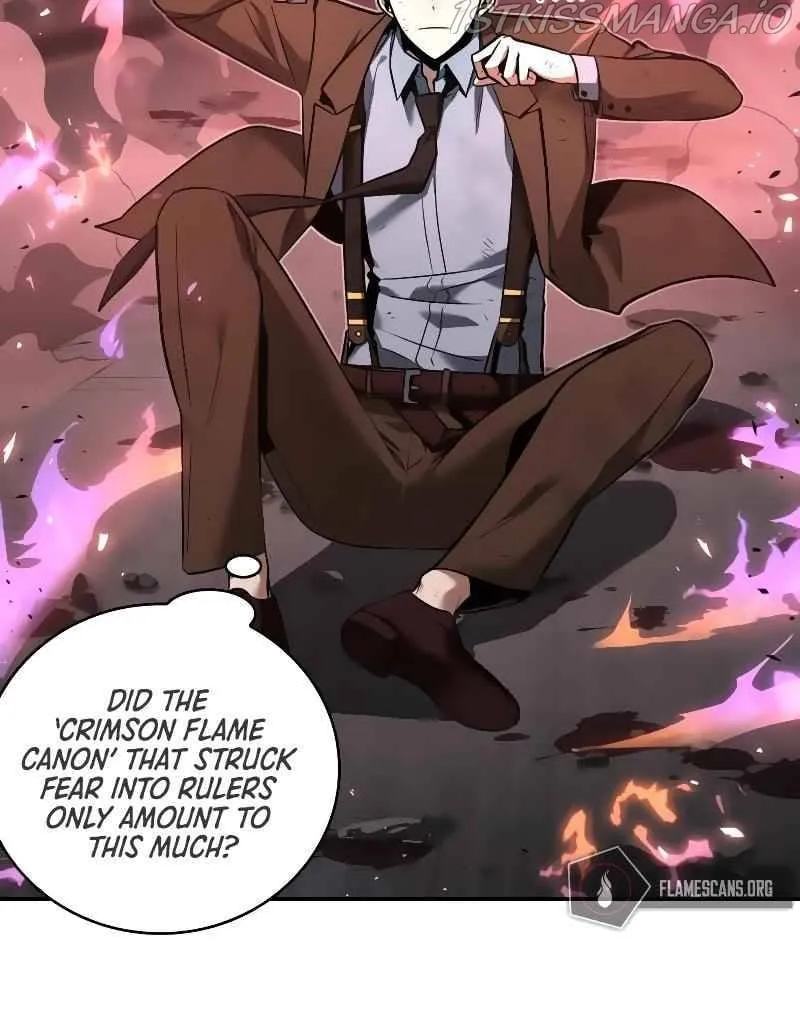 1STKISSMANGA.IO
DID THE
'CRIMSON FLAME
CANON' THAT STRUCK
FEAR INTO RULERS
ONLY AMOUNT TO
THIS MUCH?
FLAMESCANS.ORG